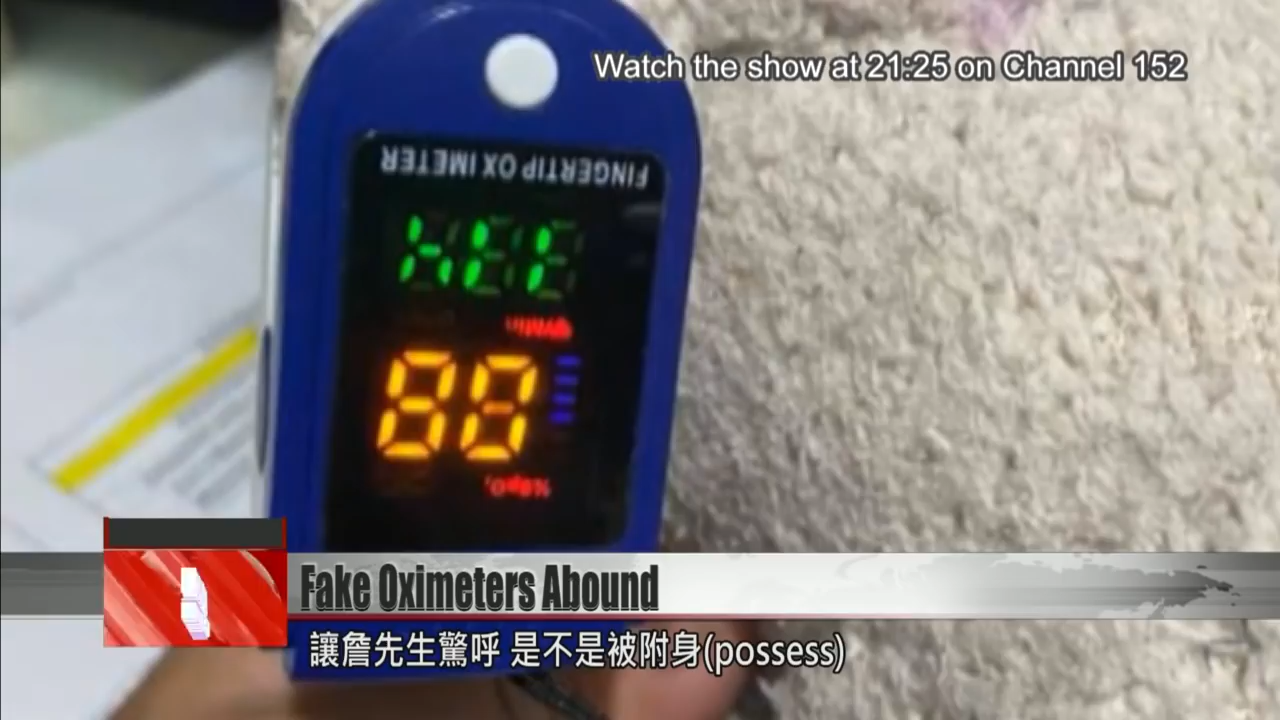 Watch the show at 21:25 on Channel 152
FINGERTIP OXIMETER
%SpO₂
Fake Oximeters Abound
讓詹先生驚呼 是不是被附身(possess)